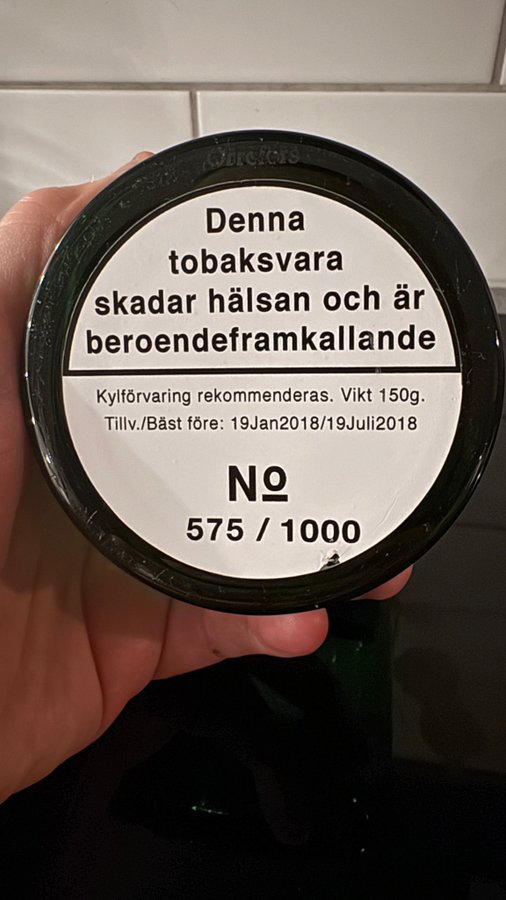 Orrefors
Denna
tobaksvara
skadar hälsan och är
beroendeframkallande
Kylförvaring rekommenderas. Vikt 150g.
Tillv./Bäst före: 19Jan2018/19Juli2018
Nº
575 / 1000